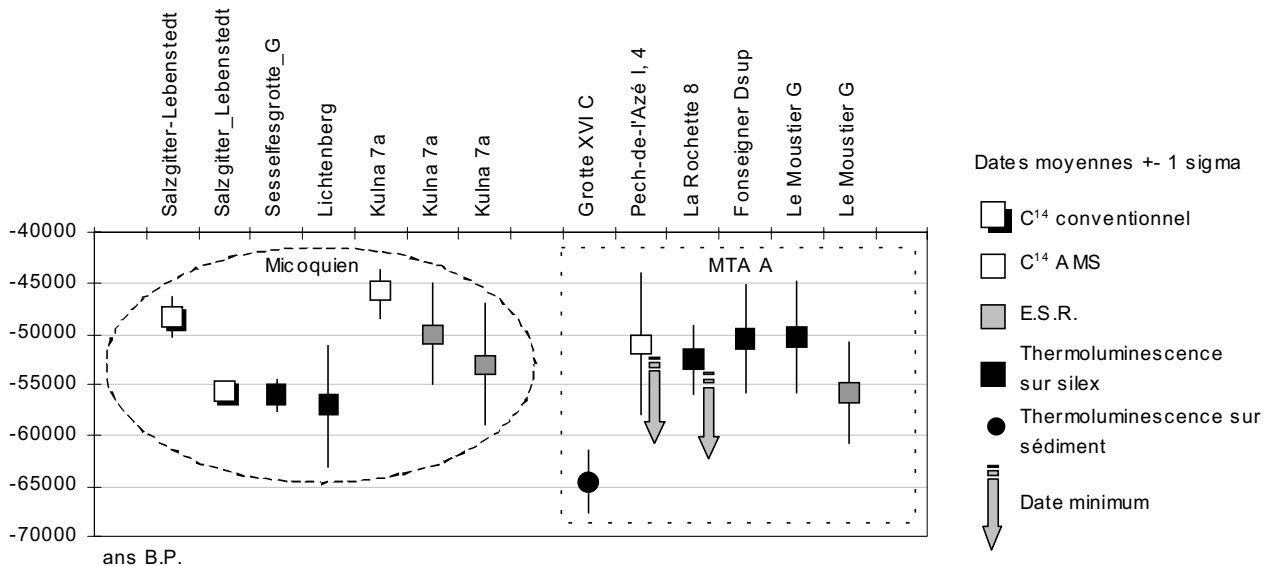 Salzgitter-Lebenstedt
Salzgitter_Lebenstedt
Sesselfesgrotte_G
Lichtenberg
Kulna 7a
Kulna 7a
Kulna 7a
Grotte XVI C
Pech-de-l'Azé I, 4
La Rochette 8
Fonseigner Dsup
Le Moustier G
Le Moustier G
-40000
-45000
-50000
-55000
-60000
-65000
-70000
ans B.P.
Micoquien
MTA A
Dates moyennes +- 1 sigma
C14 conventionnel
C14 AMS
E.S.R.
Thermoluminescence
sur silex
Thermoluminescence sur
sédiment
Date minimum